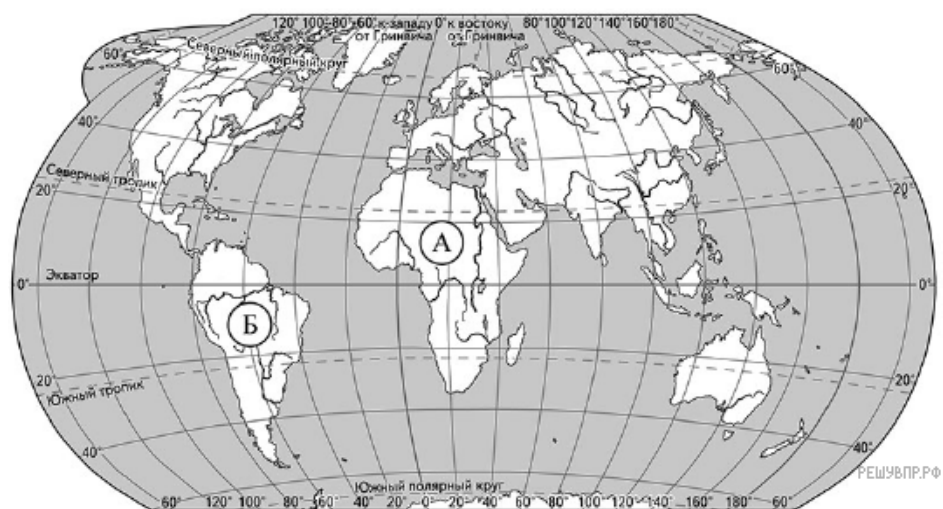 120° 100° 80° 60° к западу 0° к востоку 80° 100° 120° 140° 160° 180°
от Гринвича от Гринвича
60° Северный полярный круг 60°
40° 40°
Северный тропик
20° 20°
А
Экватор
0° 0°
Б
20° 20°
Южный тропик
40° 40°
РЕШУВПР.РФ
Южный полярный круг
60° 120° 100° 80° 60° 40° 20° 0° 20° 40° 60° 80° 100° 120° 140° 160° 180° 60°